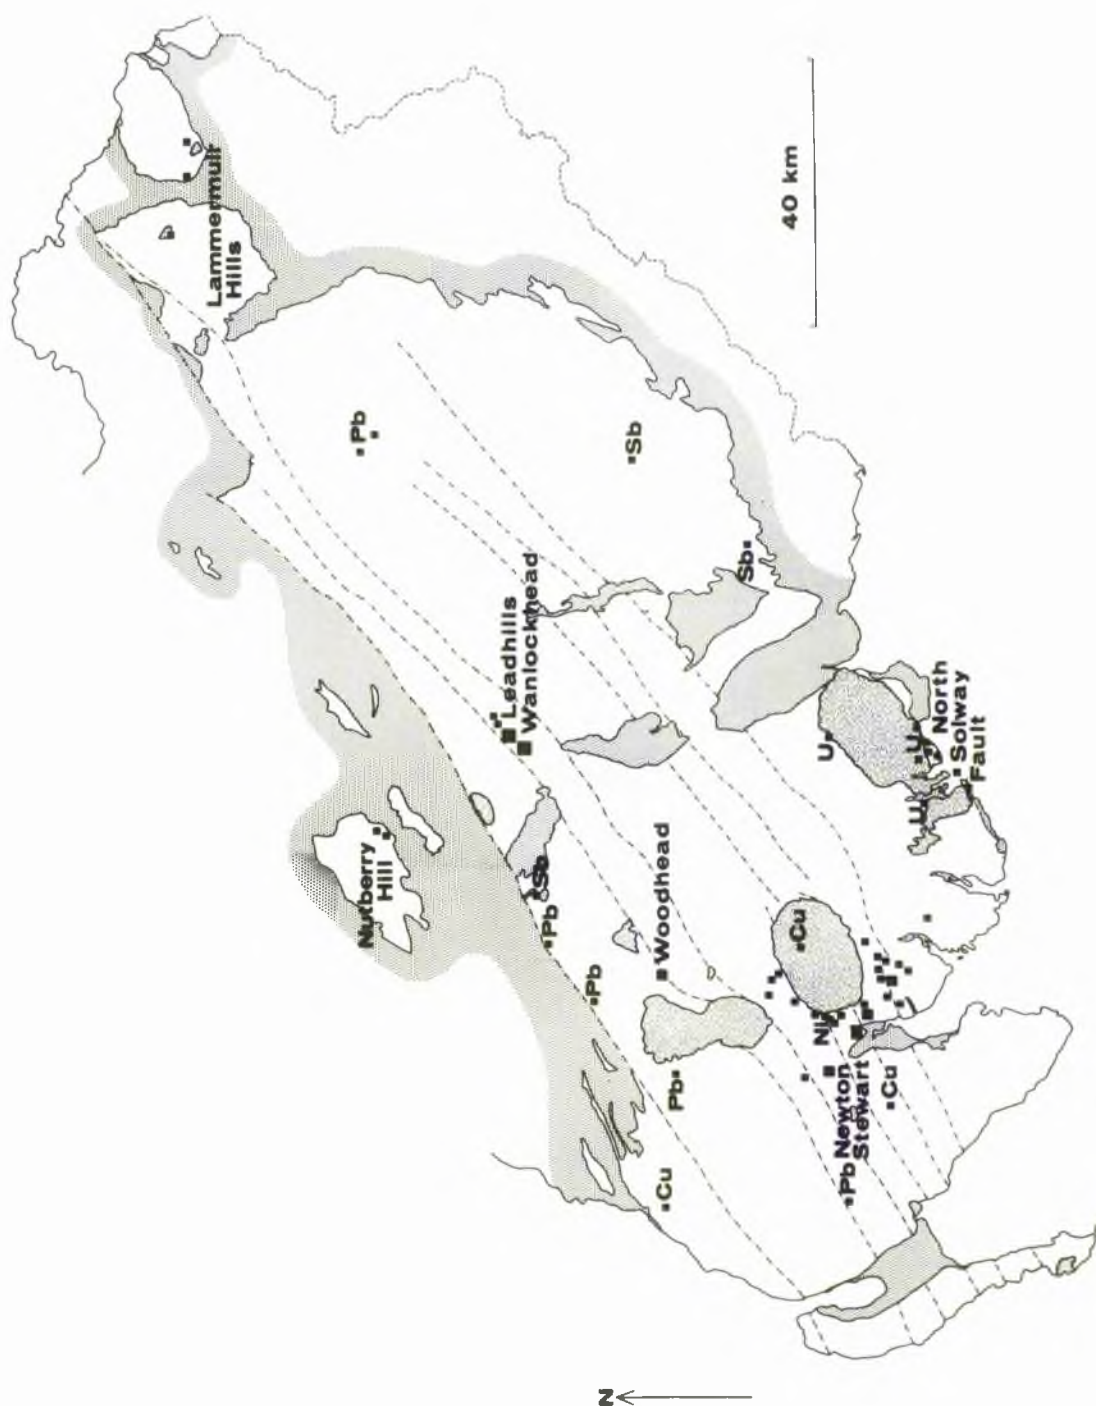 Lammermuir
Hills
40 km
Pb
Sb
Sb
Leadhills
Wanlockhead
Nutberry
Hill
Sb
Pb
Pb
Woodhead
Pb
Cu
Cu
Ni
Newton
Stewart
Pb
Cu
U
U
U
North
Solway
Fault
N